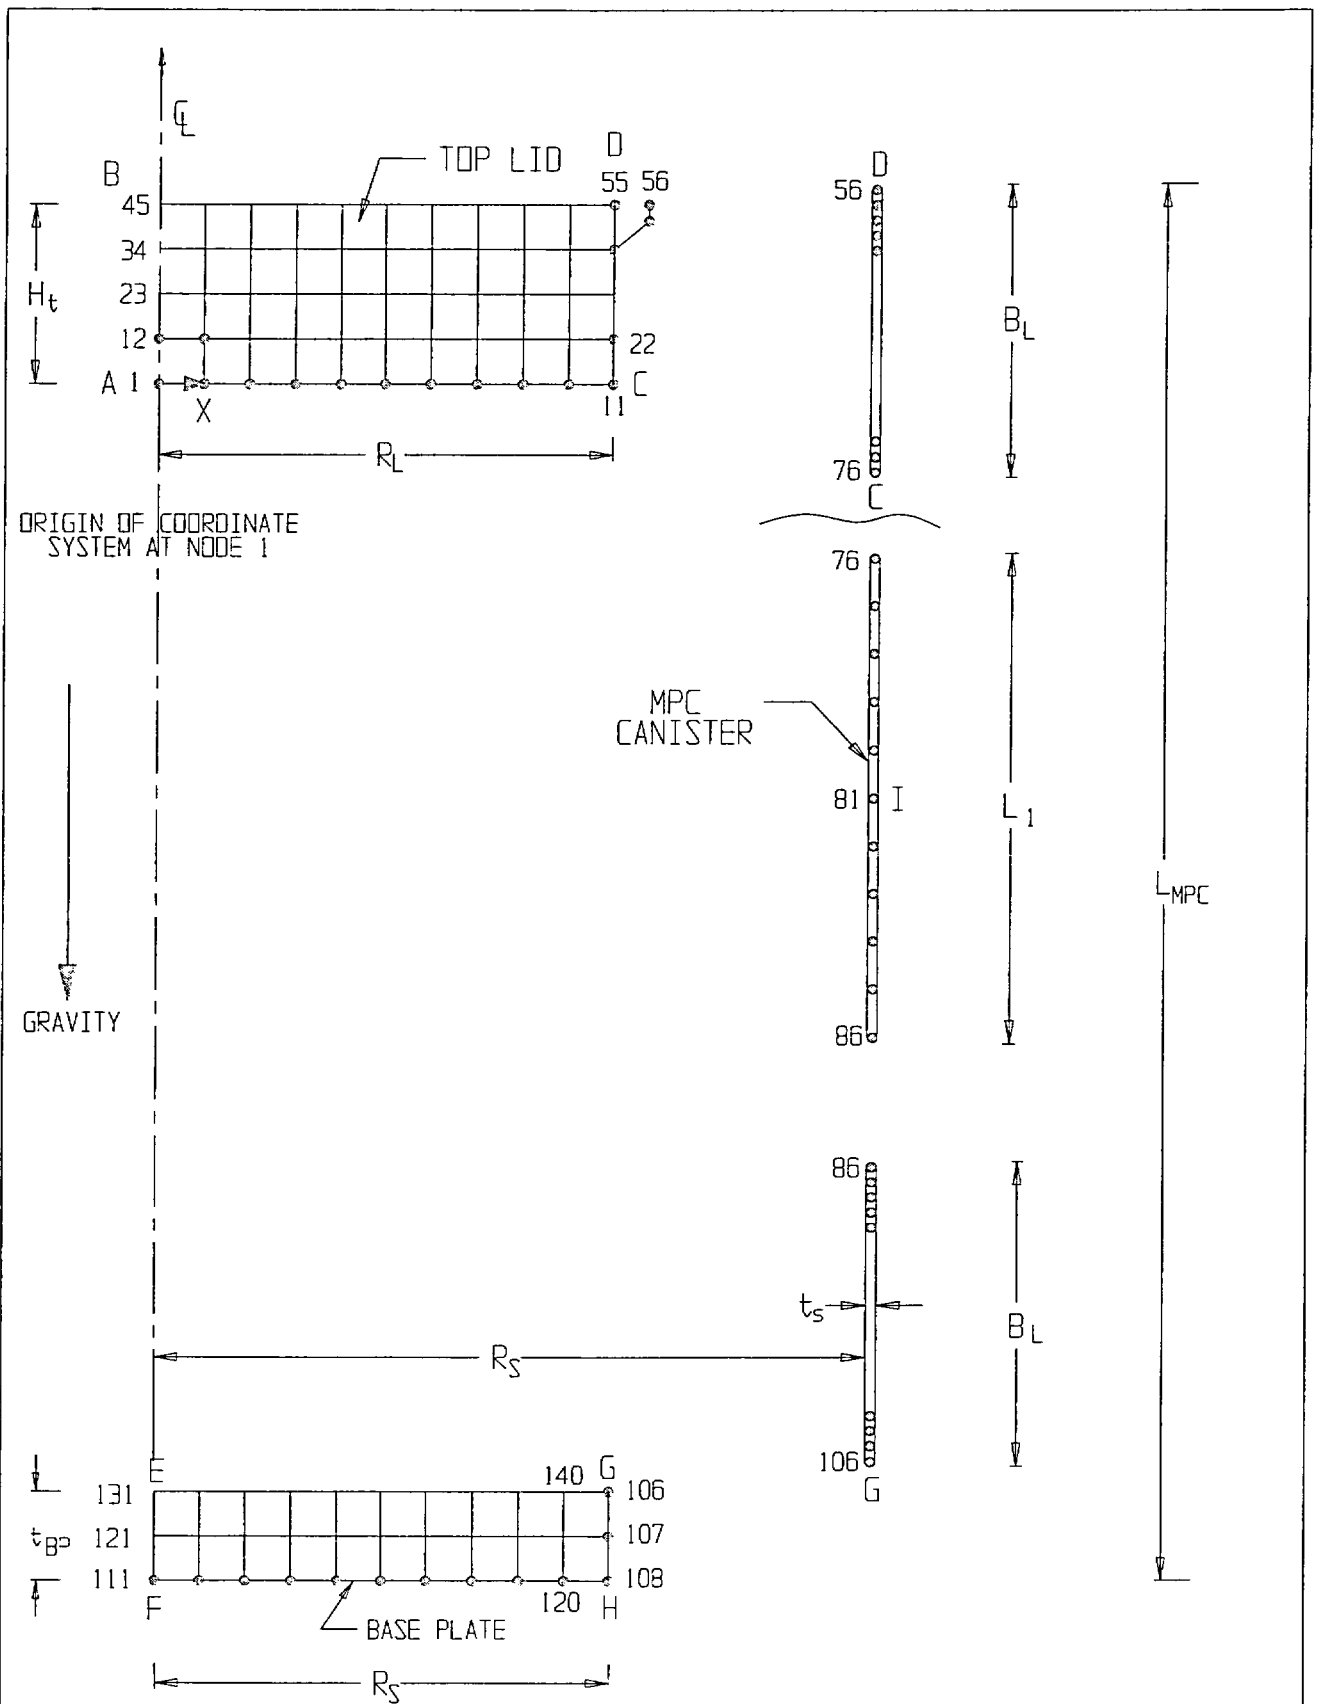 ℄
B
TOP LID
D
45
55 56
34
23
12
22
A 1
X
11
C
Ht
RL
D
56
BL
76
C
ORIGIN OF COORDINATE
SYSTEM AT NODE 1
76
MPC
CANISTER
81 I
L1
LMPC
GRAVITY
86
86
ts
BL
RS
106
G
E
131
140 G
106
121
107
111
108
F
120 H
BASE PLATE
RS